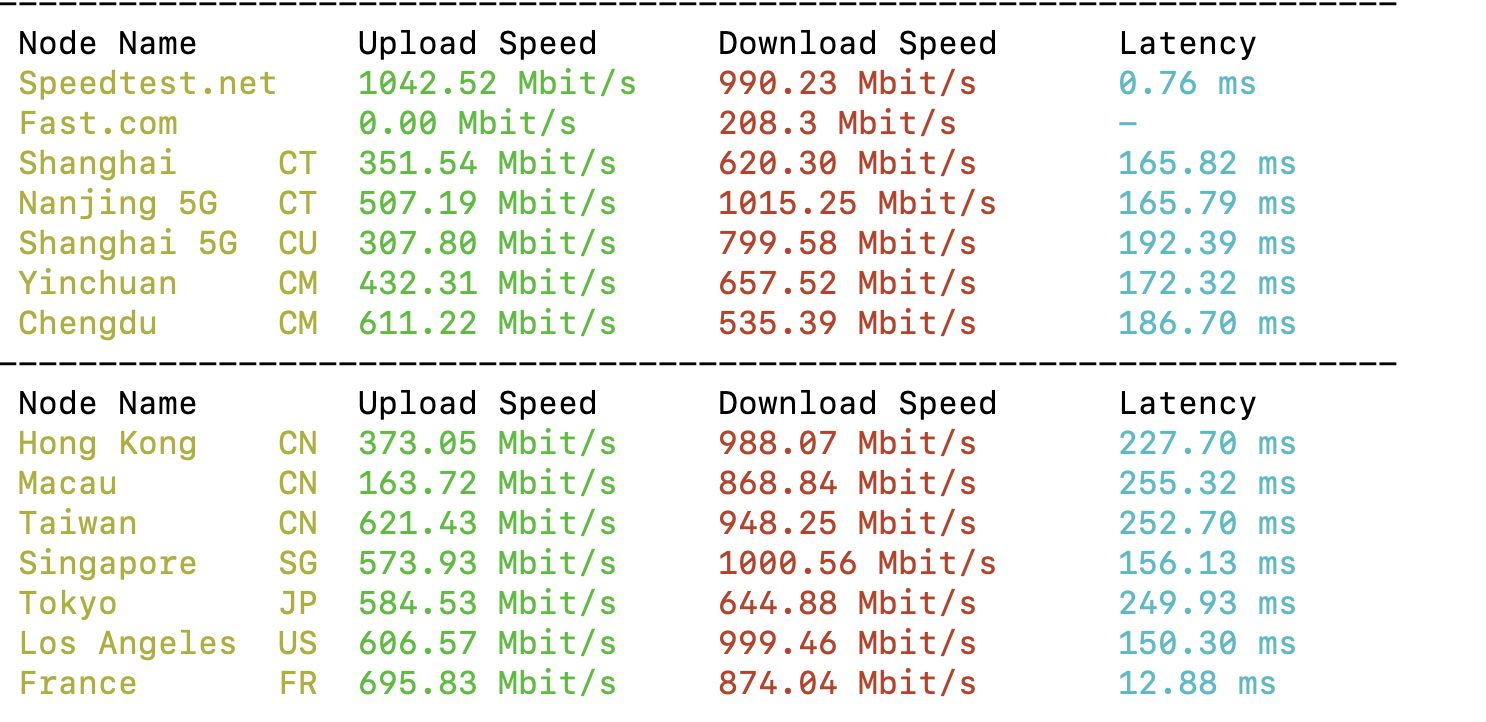 Node Name Upload Speed Download Speed Latency
Speedtest.net 1042.52 Mbit/s 990.23 Mbit/s 0.76 ms
Fast.com 0.00 Mbit/s 208.3 Mbit/s -
Shanghai CT 351.54 Mbit/s 620.30 Mbit/s 165.82 ms
Nanjing 5G CT 507.19 Mbit/s 1015.25 Mbit/s 165.79 ms
Shanghai 5G CU 307.80 Mbit/s 799.58 Mbit/s 192.39 ms
Yinchuan CM 432.31 Mbit/s 657.52 Mbit/s 172.32 ms
Chengdu CM 611.22 Mbit/s 535.39 Mbit/s 186.70 ms
Node Name Upload Speed Download Speed Latency
Hong Kong CN 373.05 Mbit/s 988.07 Mbit/s 227.70 ms
Macau CN 163.72 Mbit/s 868.84 Mbit/s 255.32 ms
Taiwan CN 621.43 Mbit/s 948.25 Mbit/s 252.70 ms
Singapore SG 573.93 Mbit/s 1000.56 Mbit/s 156.13 ms
Tokyo JP 584.53 Mbit/s 644.88 Mbit/s 249.93 ms
Los Angeles US 606.57 Mbit/s 999.46 Mbit/s 150.30 ms
France FR 695.83 Mbit/s 874.04 Mbit/s 12.88 ms